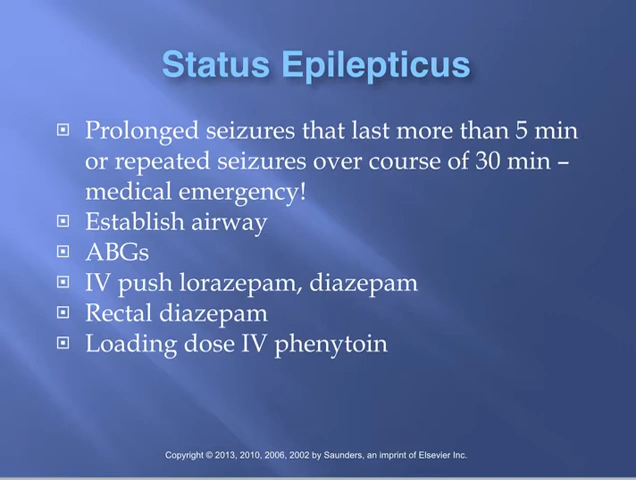 Status Epilepticus
Prolonged seizures that last more than 5 min
or repeated seizures over course of 30 min –
medical emergency!
Establish airway
ABGs
IV push lorazepam, diazepam
Rectal diazepam
Loading dose IV phenytoin
Copyright © 2013, 2010, 2006, 2002 by Saunders, an imprint of Elsevier Inc.